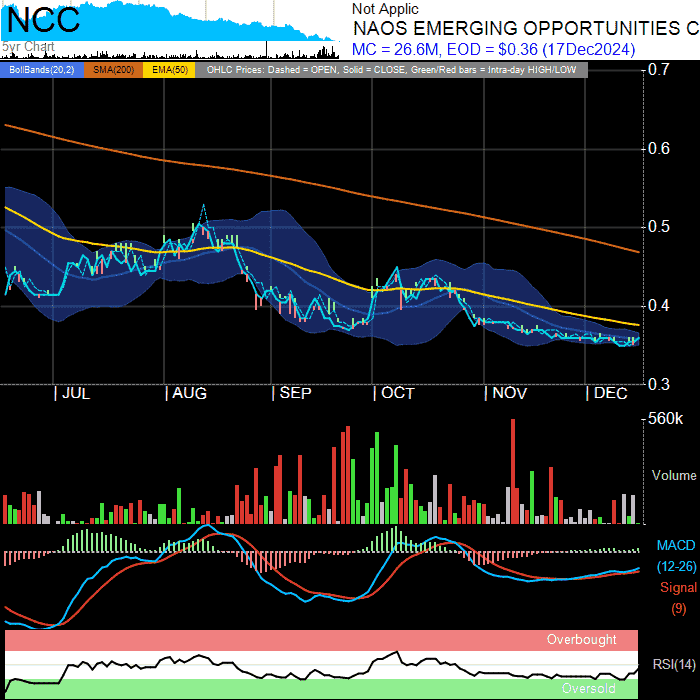 NCC
5yr Chart
Not Applic
NAOS EMERGING OPPORTUNITIES C
MC = 26.6M, EOD = $0.36 (17Dec2024)
BollBands(20,2) SMA(200) EMA(50) OHLC Prices: Dashed = OPEN, Solid = CLOSE, Green/Red bars = Intra-day HIGH/LOW
0.7
0.6
0.5
0.4
0.3
JUL AUG SEP OCT NOV DEC
560k
Volume
MACD
(12-26)
Signal
(9)
Overbought
RSI(14)
Oversold